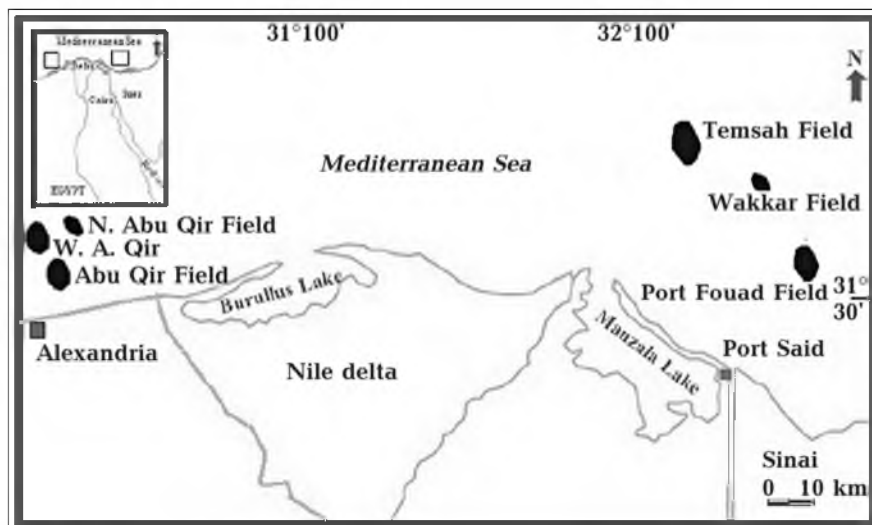 31°100'
32°100'
Mediterranean Sea
Cairo
Suez
EGYPT
N
Temsah Field
Mediterranean Sea
Wakkar Field
N. Abu Qir Field
W. A. Qir
Abu Qir Field
Burullus Lake
Port Fouad Field
31°
30'
Alexandria
Nile delta
Manzala Lake
Port Said
Sinai
0 10 km